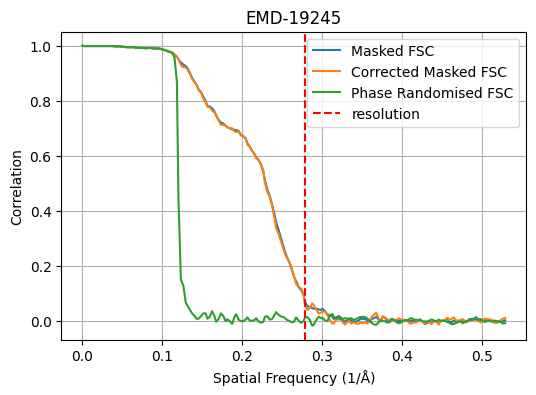 EMD-19245
Masked FSC
Corrected Masked FSC
Phase Randomised FSC
resolution
Correlation
1.0
0.8
0.6
0.4
0.2
0.0
0.0 0.1 0.2 0.3 0.4 0.5
Spatial Frequency (1/Å)